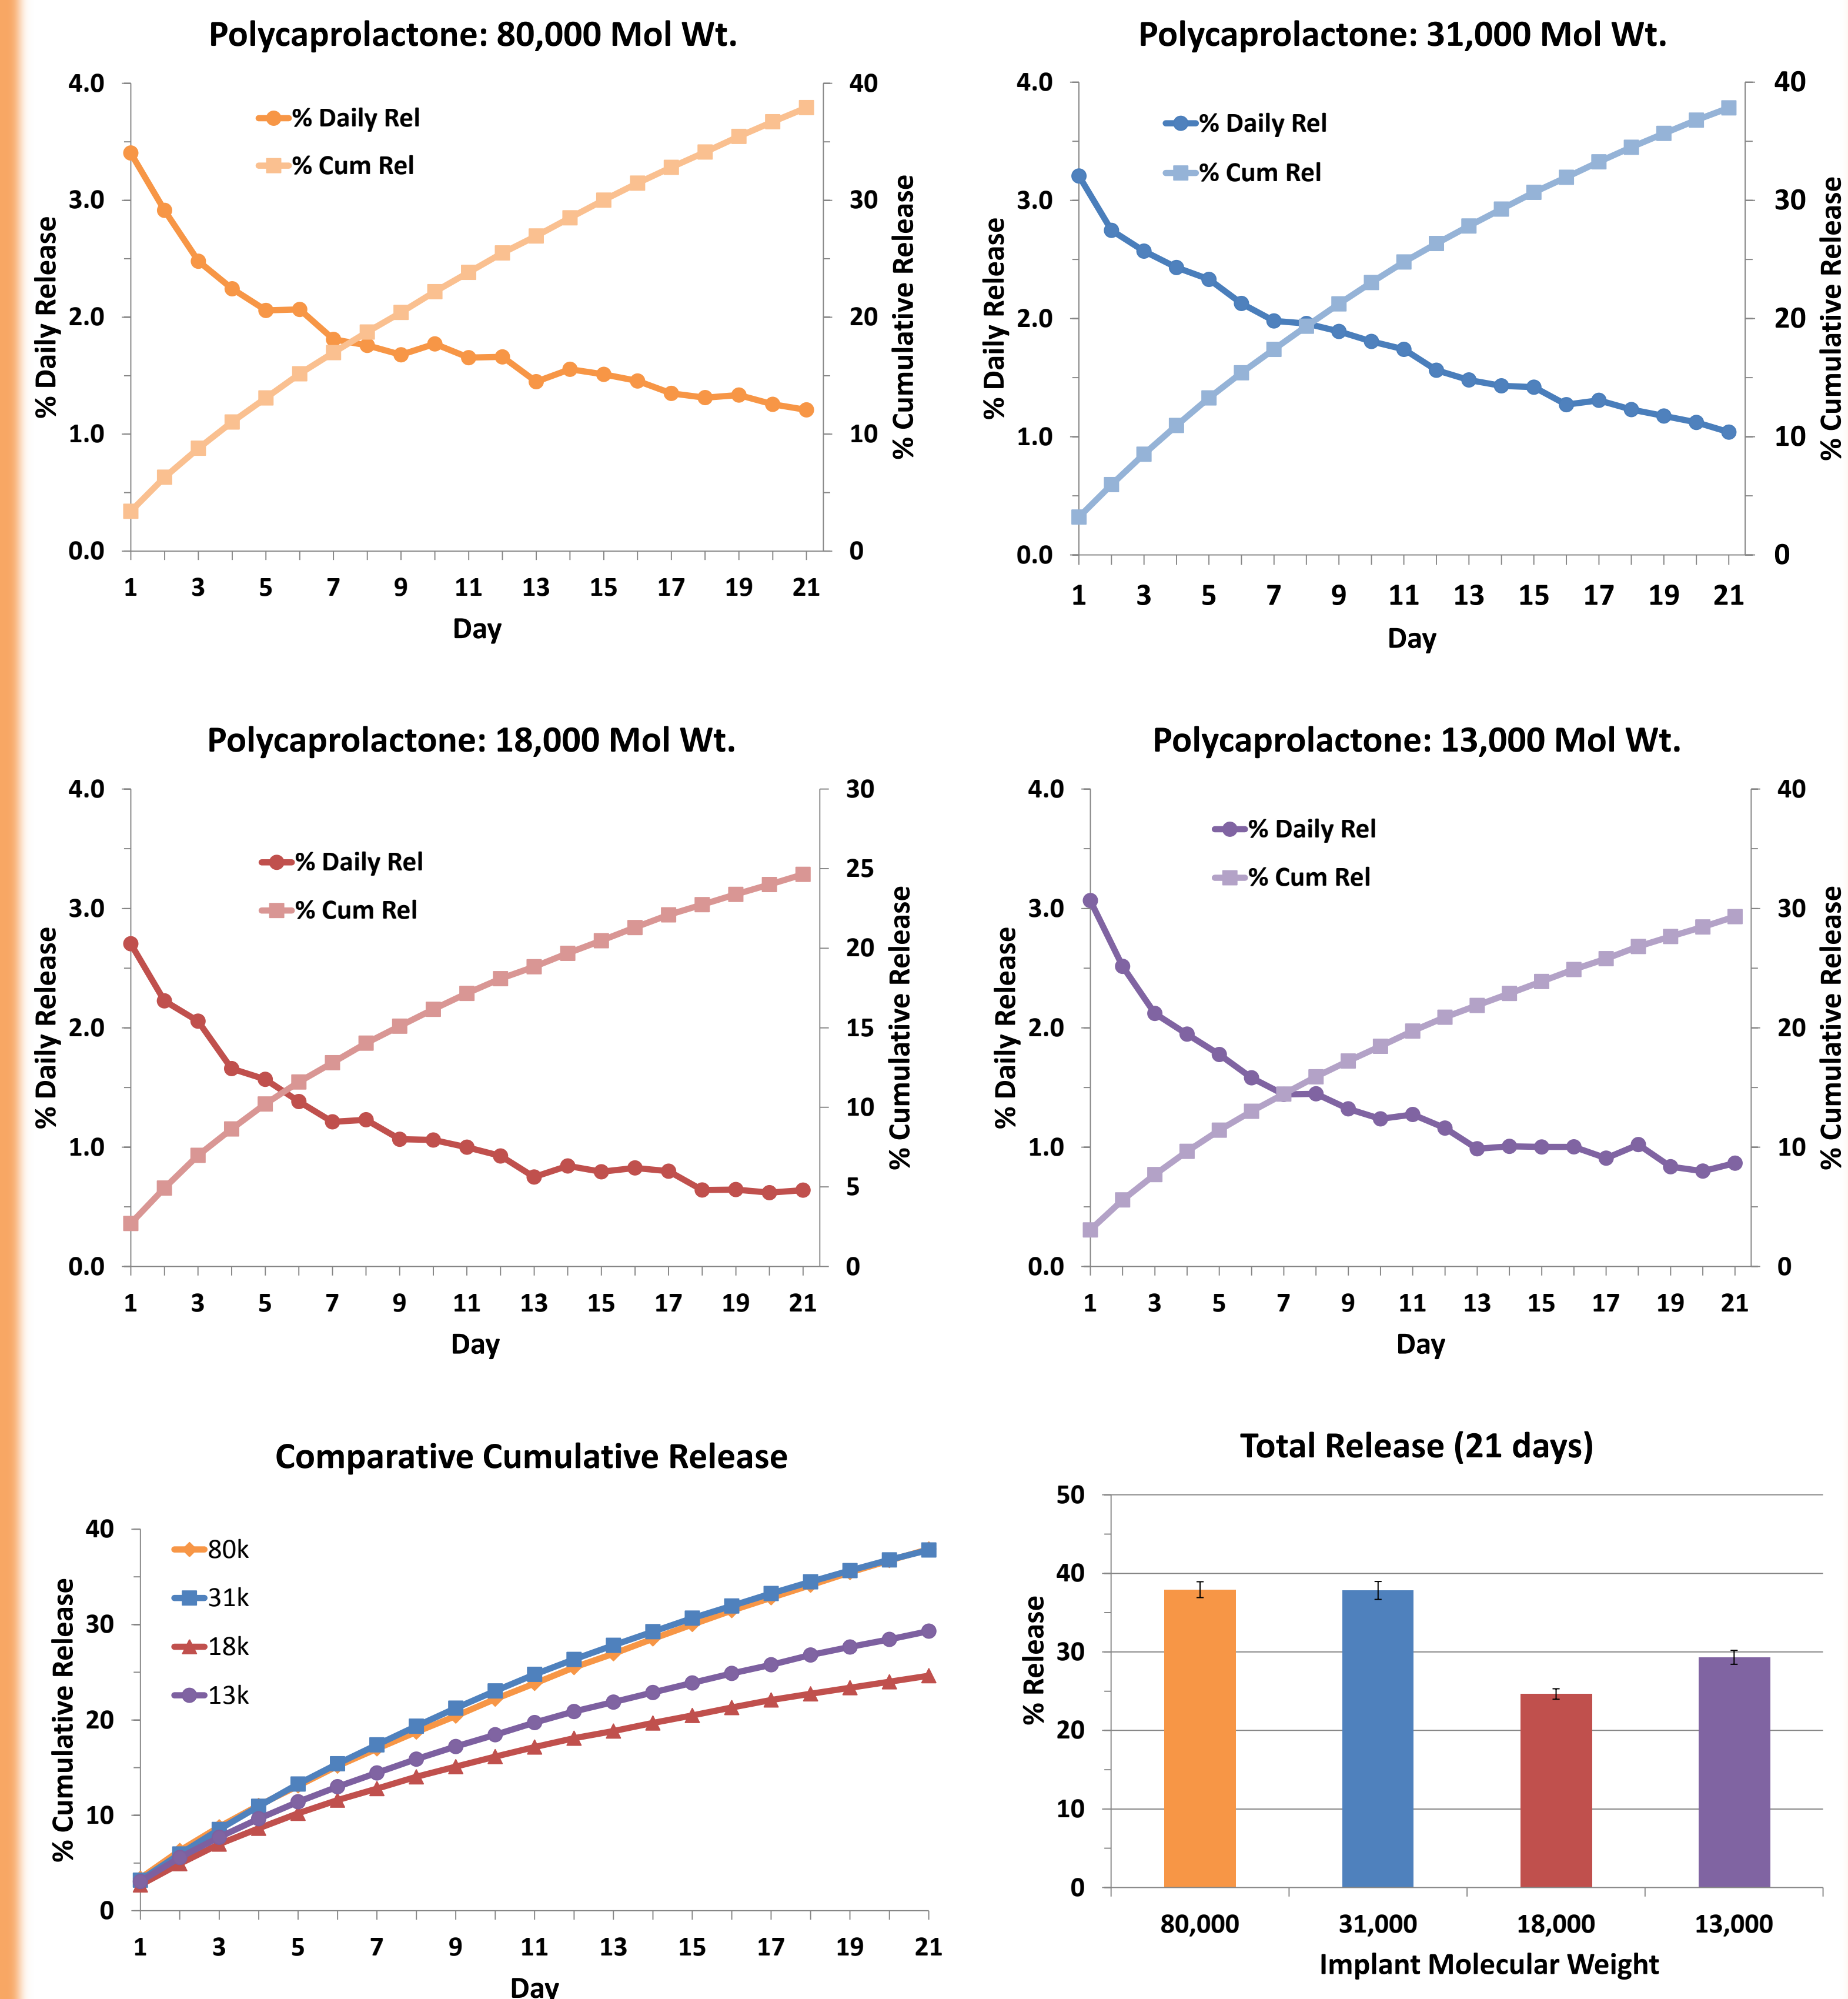 Polycaprolactone: 80,000 Mol Wt.
% Daily Release
4.0
3.0
2.0
1.0
0.0
% Daily Rel
% Cum Rel
40
30
20
10
0
% Cumulative Release
1 3 5 7 9 11 13 15 17 19 21
Day
Polycaprolactone: 31,000 Mol Wt.
% Daily Release
4.0
3.0
2.0
1.0
0.0
% Daily Rel
% Cum Rel
40
30
20
10
0
% Cumulative Release
1 3 5 7 9 11 13 15 17 19 21
Day
Polycaprolactone: 18,000 Mol Wt.
% Daily Release
4.0
3.0
2.0
1.0
0.0
% Daily Rel
% Cum Rel
30
25
20
15
10
5
0
% Cumulative Release
1 3 5 7 9 11 13 15 17 19 21
Day
Polycaprolactone: 13,000 Mol Wt.
% Daily Release
4.0
3.0
2.0
1.0
0.0
% Daily Rel
% Cum Rel
40
30
20
10
0
% Cumulative Release
1 3 5 7 9 11 13 15 17 19 21
Day
Comparative Cumulative Release
% Cumulative Release
40
30
20
10
0
80k
31k
18k
13k
1 3 5 7 9 11 13 15 17 19 21
Day
Total Release (21 days)
% Release
50
40
30
20
10
0
80,000 31,000 18,000 13,000
Implant Molecular Weight